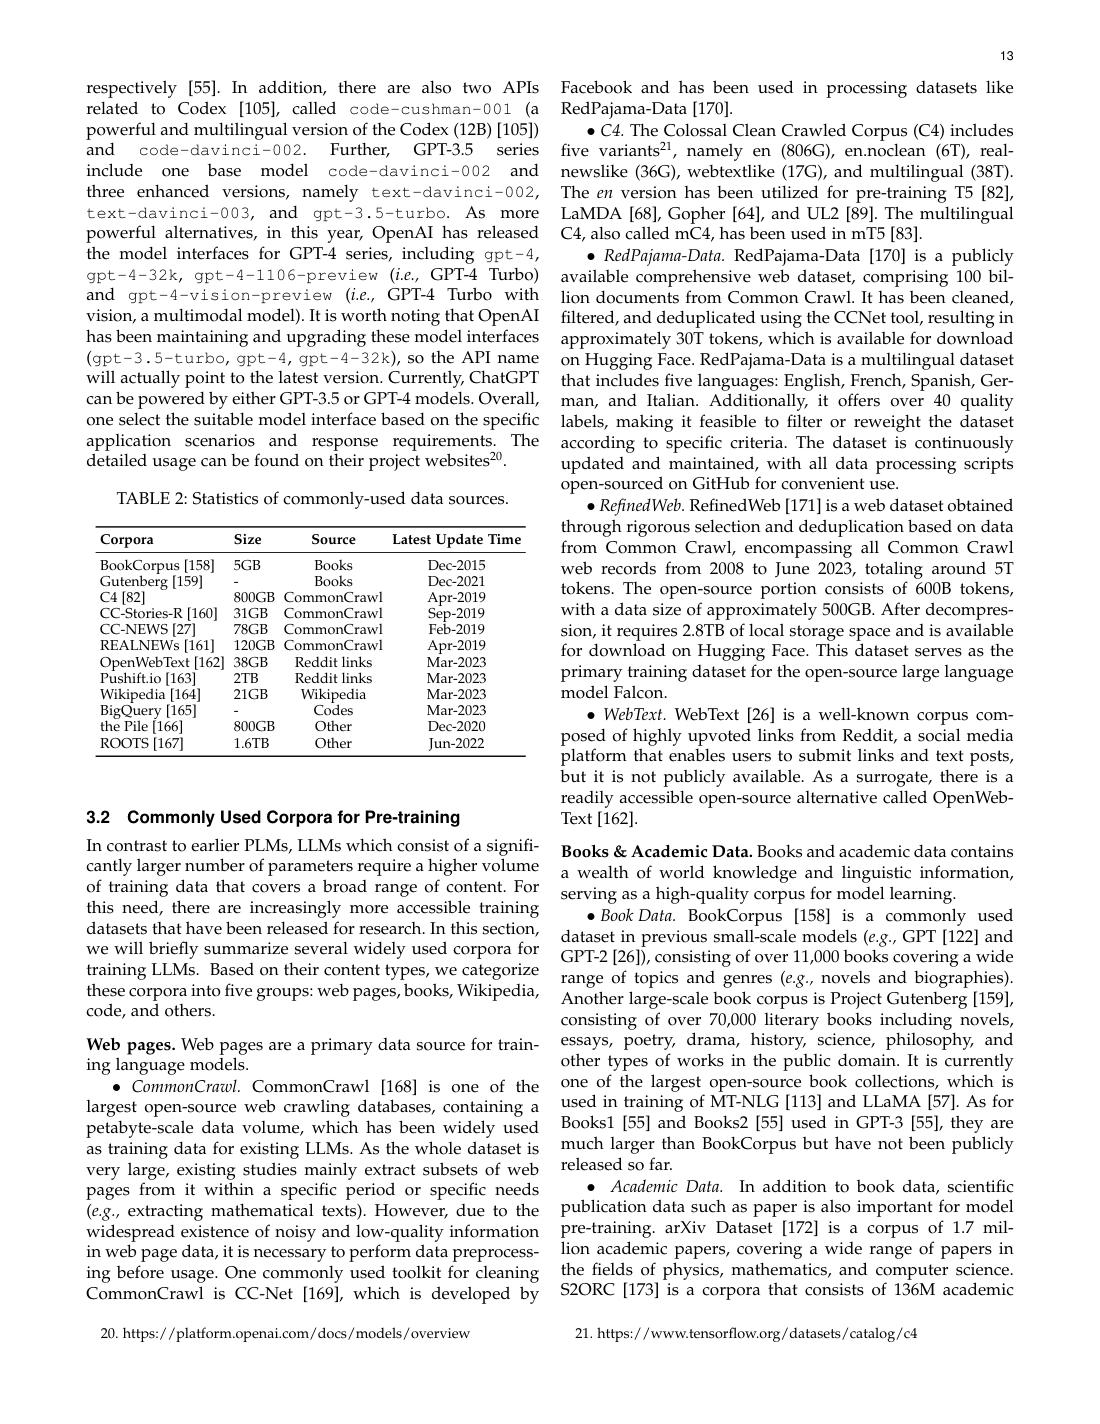 13
respectively [55]. In addition, there are also two APIs
related to Codex [105], called code-cushman-001 (a
powerful and multilingual version of the Codex (12B) [105])
and code-davinci-002. Further, GPT-3.5 series
include one base model code-davinci-002 and
three enhanced versions, namely text-davinci-002,
text-davinci-003, and gpt-3.5-turbo. As more
powerful alternatives, in this year, OpenAI has released
the model interfaces for GPT-4 series, including gpt-4,
gpt-4-32k, gpt-4-1106-preview (i.e., GPT-4 Turbo)
and gpt-4-vision-preview (i.e., GPT-4 Turbo with
vision, a multimodal model). It is worth noting that OpenAI
has been maintaining and upgrading these model interfaces
(gpt-3.5-turbo, gpt-4, gpt-4-32k), so the API name
will actually point to the latest version. Currently, ChatGPT
can be powered by either GPT-3.5 or GPT-4 models. Overall,
one select the suitable model interface based on the specific
application scenarios and response requirements. The
detailed usage can be found on their project websites20.
TABLE 2: Statistics of commonly-used data sources.
Corpora Size Source Latest Update Time
BookCorpus [158] 5GB Books Dec-2015
Gutenberg [159] - Books Dec-2021
C4 [82] 800GB CommonCrawl Apr-2019
CC-Stories-R [160] 31GB CommonCrawl Sep-2019
CC-NEWS [27] 78GB CommonCrawl Feb-2019
REALNEWs [161] 120GB CommonCrawl Apr-2019
OpenWebText [162] 38GB Reddit links Mar-2023
Pushift.io [163] 2TB Reddit links Mar-2023
Wikipedia [164] 21GB Wikipedia Mar-2023
BigQuery [165] - Codes Mar-2023
the Pile [166] 800GB Other Dec-2020
ROOTS [167] 1.6TB Other Jun-2022
3.2 Commonly Used Corpora for Pre-training
In contrast to earlier PLMs, LLMs which consist of a signifi-
cantly larger number of parameters require a higher volume
of training data that covers a broad range of content. For
this need, there are increasingly more accessible training
datasets that have been released for research. In this section,
we will briefly summarize several widely used corpora for
training LLMs. Based on their content types, we categorize
these corpora into five groups: web pages, books, Wikipedia,
code, and others.
Web pages. Web pages are a primary data source for train-
ing language models.
• CommonCrawl. CommonCrawl [168] is one of the
largest open-source web crawling databases, containing a
petabyte-scale data volume, which has been widely used
as training data for existing LLMs. As the whole dataset is
very large, existing studies mainly extract subsets of web
pages from it within a specific period or specific needs
(e.g., extracting mathematical texts). However, due to the
widespread existence of noisy and low-quality information
in web page data, it is necessary to perform data preprocess-
ing before usage. One commonly used toolkit for cleaning
CommonCrawl is CC-Net [169], which is developed by
20. https://platform.openai.com/docs/models/overview
Facebook and has been used in processing datasets like
RedPajama-Data [170].
• C4. The Colossal Clean Crawled Corpus (C4) includes
five variants21, namely en (806G), en.noclean (6T), real-
newslike (36G), webtextlike (17G), and multilingual (38T).
The en version has been utilized for pre-training T5 [82],
LaMDA [68], Gopher [64], and UL2 [89]. The multilingual
C4, also called mC4, has been used in mT5 [83].
• RedPajama-Data. RedPajama-Data [170] is a publicly
available comprehensive web dataset, comprising 100 bil-
lion documents from Common Crawl. It has been cleaned,
filtered, and deduplicated using the CCNet tool, resulting in
approximately 30T tokens, which is available for download
on Hugging Face. RedPajama-Data is a multilingual dataset
that includes five languages: English, French, Spanish, Ger-
man, and Italian. Additionally, it offers over 40 quality
labels, making it feasible to filter or reweight the dataset
according to specific criteria. The dataset is continuously
updated and maintained, with all data processing scripts
open-sourced on GitHub for convenient use.
• RefinedWeb. RefinedWeb [171] is a web dataset obtained
through rigorous selection and deduplication based on data
from Common Crawl, encompassing all Common Crawl
web records from 2008 to June 2023, totaling around 5T
tokens. The open-source portion consists of 600B tokens,
with a data size of approximately 500GB. After decompres-
sion, it requires 2.8TB of local storage space and is available
for download on Hugging Face. This dataset serves as the
primary training dataset for the open-source large language
model Falcon.
• WebText. WebText [26] is a well-known corpus com-
posed of highly upvoted links from Reddit, a social media
platform that enables users to submit links and text posts,
but it is not publicly available. As a surrogate, there is a
readily accessible open-source alternative called OpenWeb-
Text [162].
Books & Academic Data. Books and academic data contains
a wealth of world knowledge and linguistic information,
serving as a high-quality corpus for model learning.
• Book Data. BookCorpus [158] is a commonly used
dataset in previous small-scale models (e.g., GPT [122] and
GPT-2 [26]), consisting of over 11,000 books covering a wide
range of topics and genres (e.g., novels and biographies).
Another large-scale book corpus is Project Gutenberg [159],
consisting of over 70,000 literary books including novels,
essays, poetry, drama, history, science, philosophy, and
other types of works in the public domain. It is currently
one of the largest open-source book collections, which is
used in training of MT-NLG [113] and LLaMA [57]. As for
Books1 [55] and Books2 [55] used in GPT-3 [55], they are
much larger than BookCorpus but have not been publicly
released so far.
• Academic Data. In addition to book data, scientific
publication data such as paper is also important for model
pre-training. arXiv Dataset [172] is a corpus of 1.7 mil-
lion academic papers, covering a wide range of papers in
the fields of physics, mathematics, and computer science.
S2ORC [173] is a corpora that consists of 136M academic
21. https://www.tensorflow.org/datasets/catalog/c4